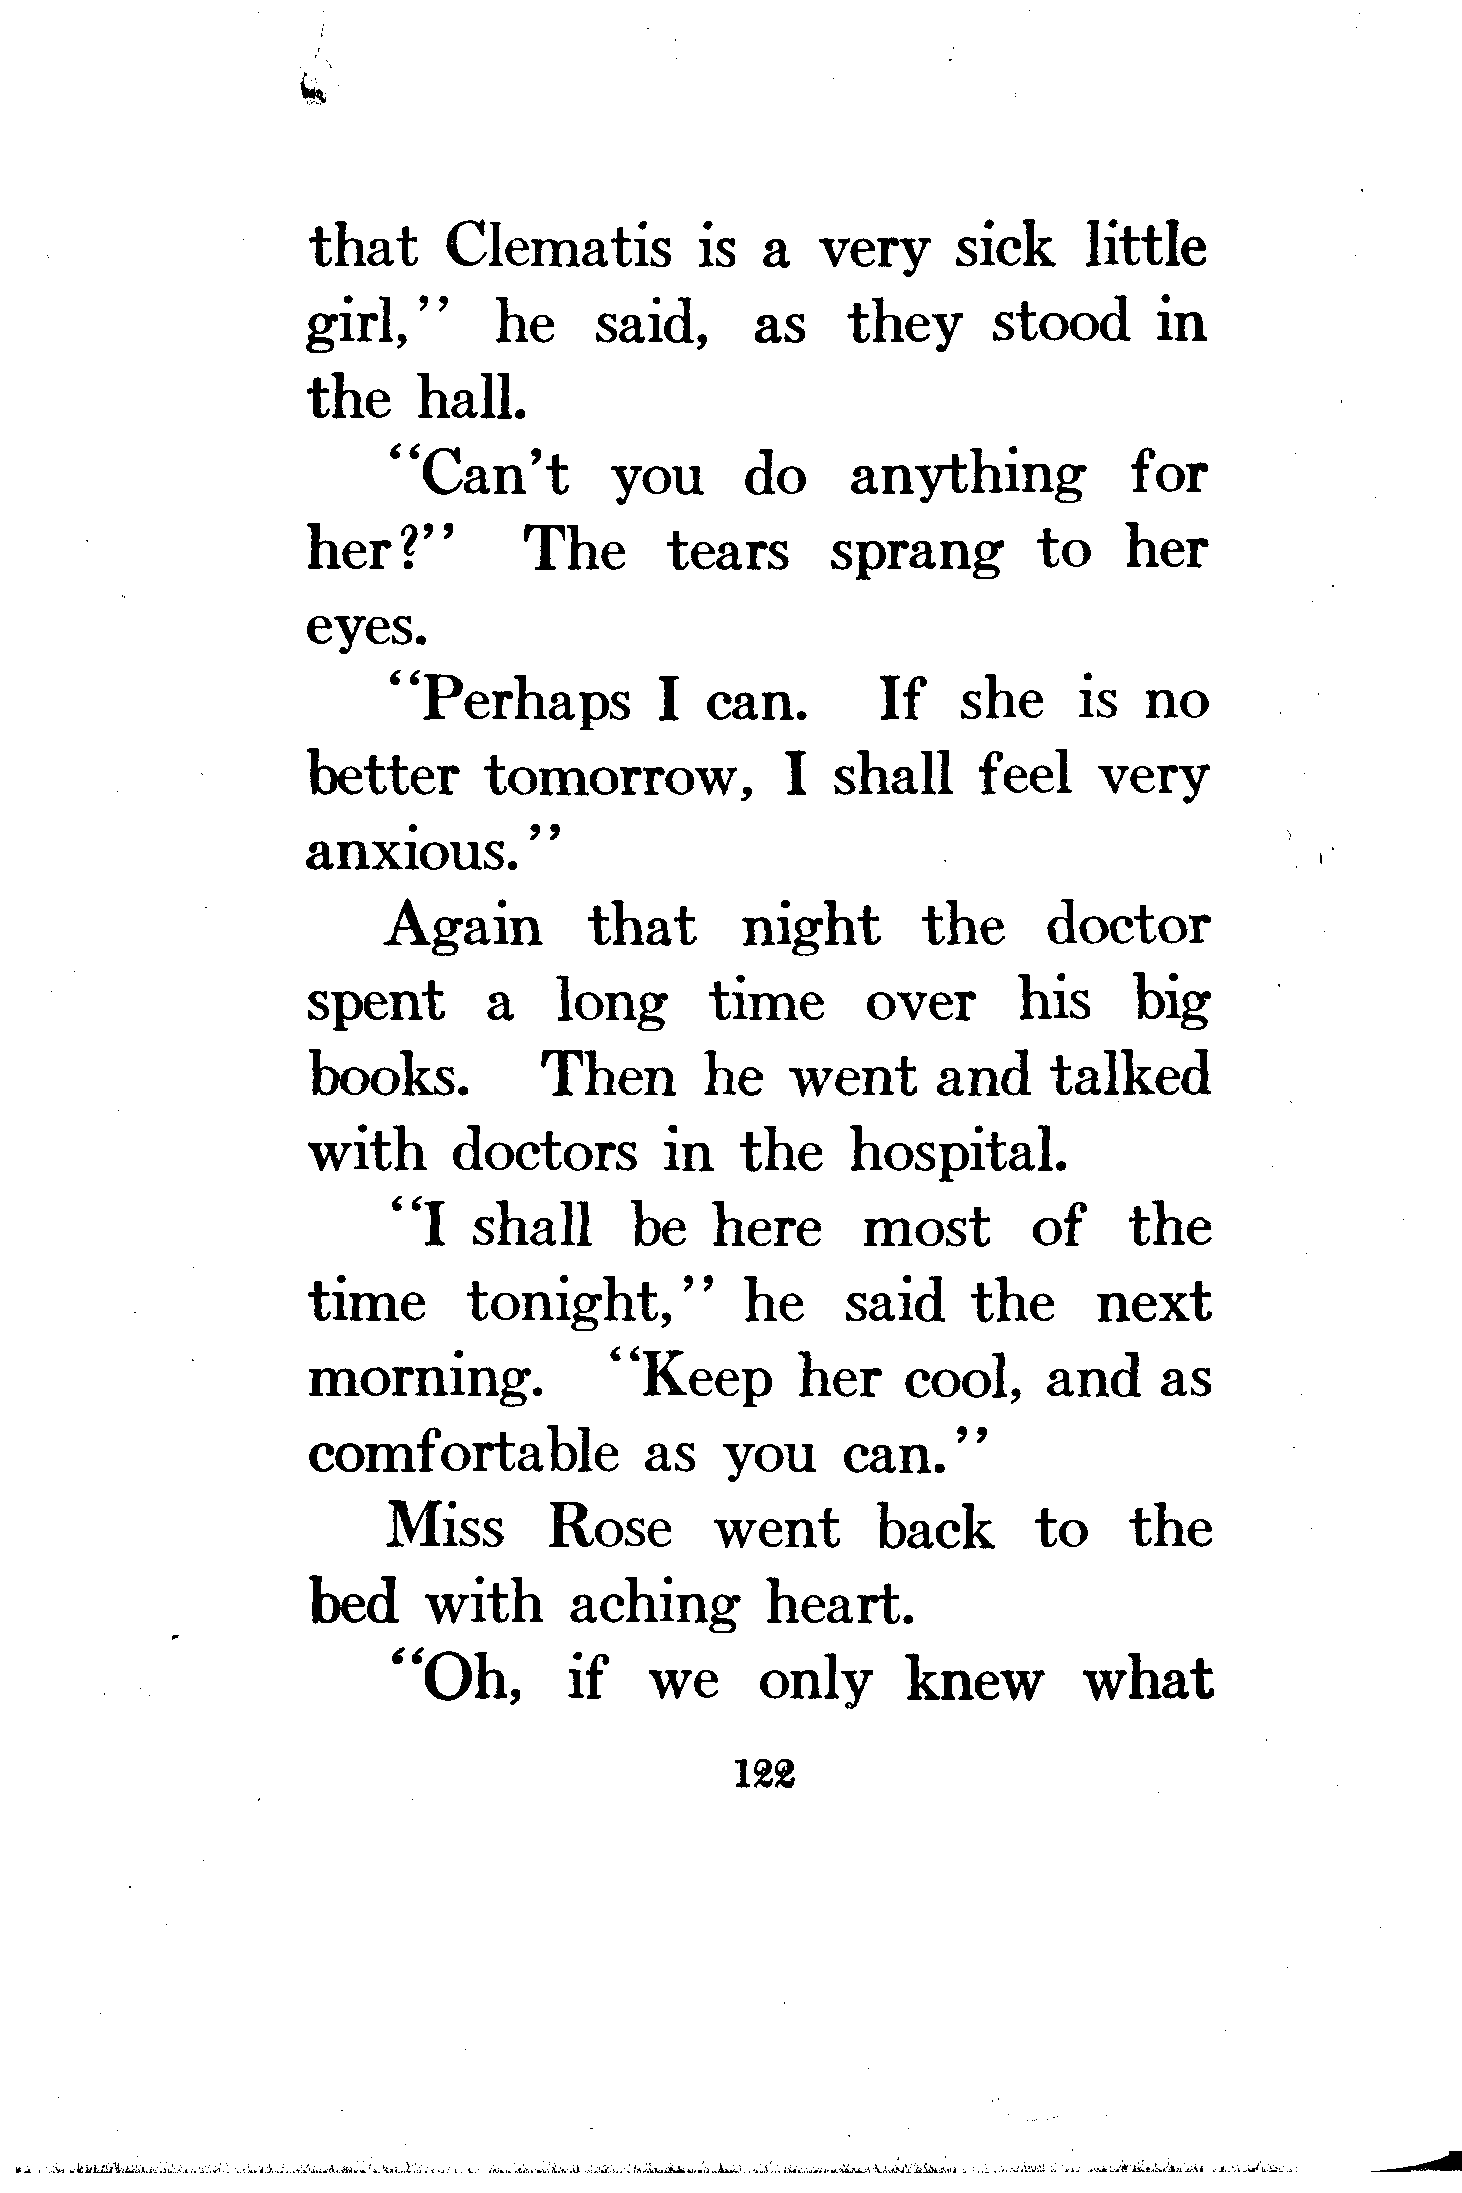 that Clematis is a very sick little
girl," he said, as they stood in
the hall.
"Can't you do anything for
her?" The tears sprang to her
eyes.
"Perhaps I can. If she is no
better tomorrow, I shall feel very
anxious."
Again that night the doctor
spent a long time over his big
books. Then he went and talked
with doctors in the hospital.
"I shall be here most of the
time tonight," he said the next
morning. "Keep her cool, and as
comfortable as you can."
Miss Rose went back to the
bed with aching heart.
"Oh, if we only knew what
122